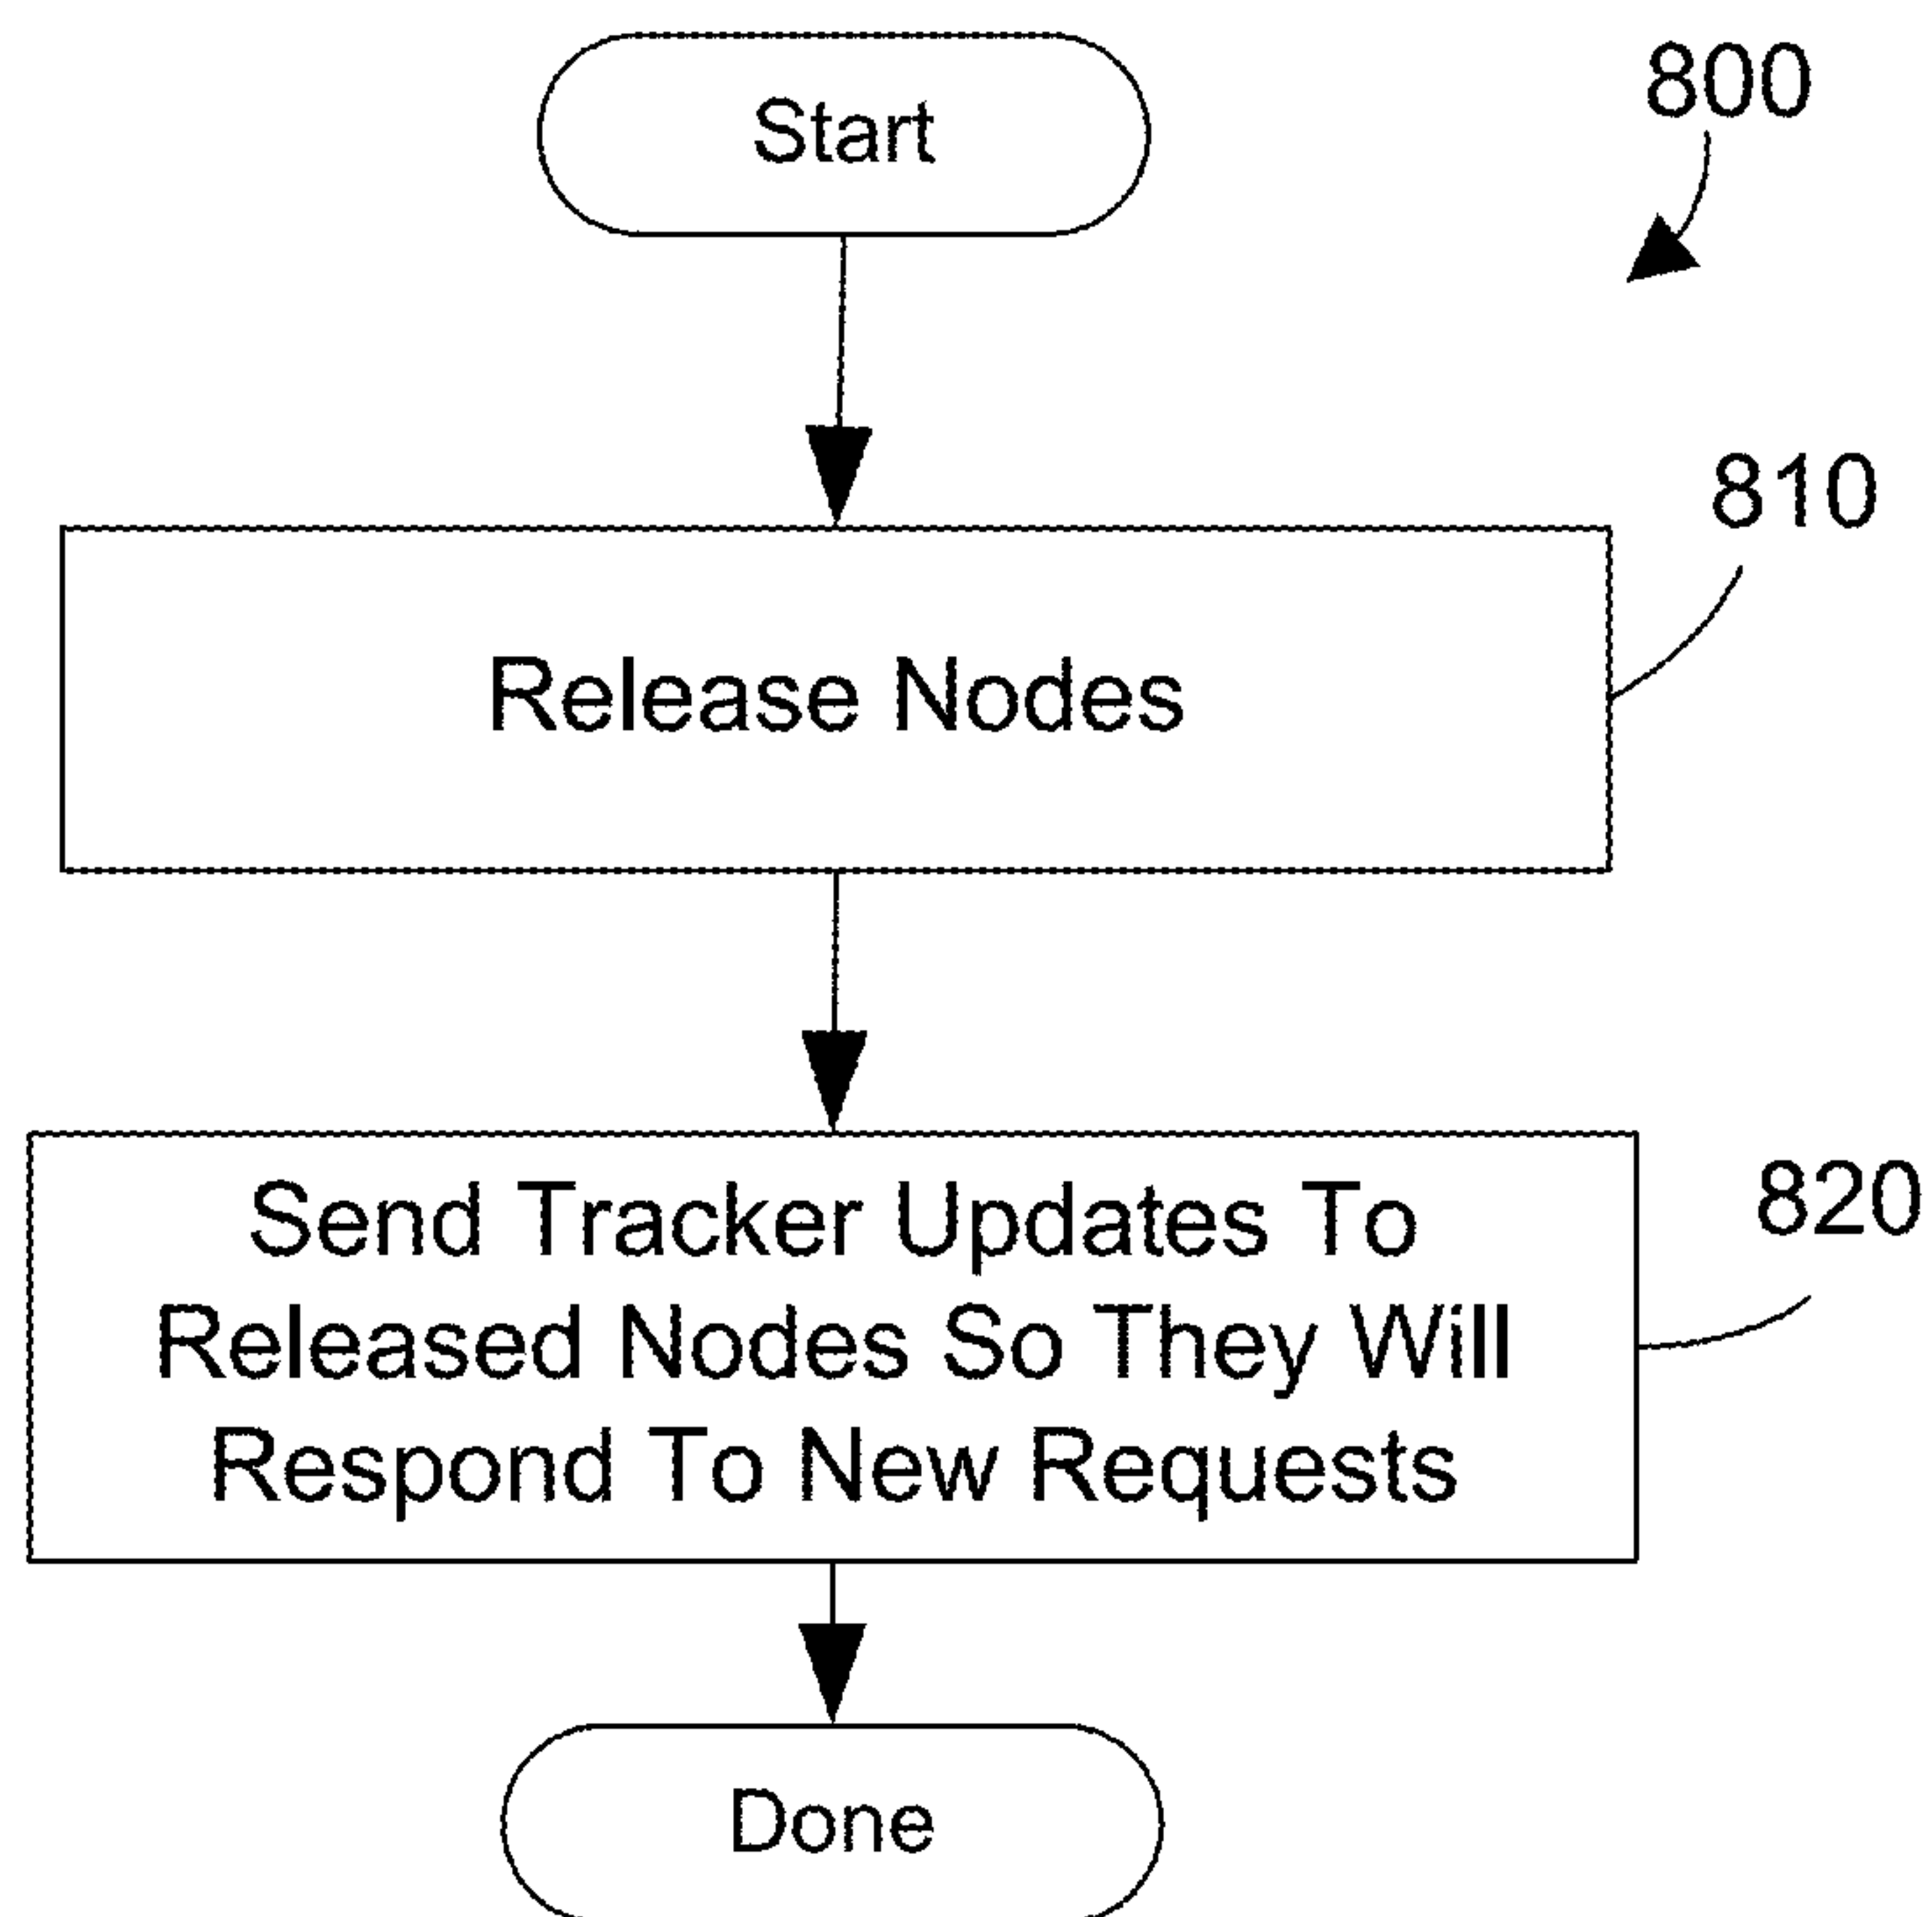 Start
800
810
Release Nodes
820
Send Tracker Updates To
Released Nodes So They Will
Respond To New Requests
Done